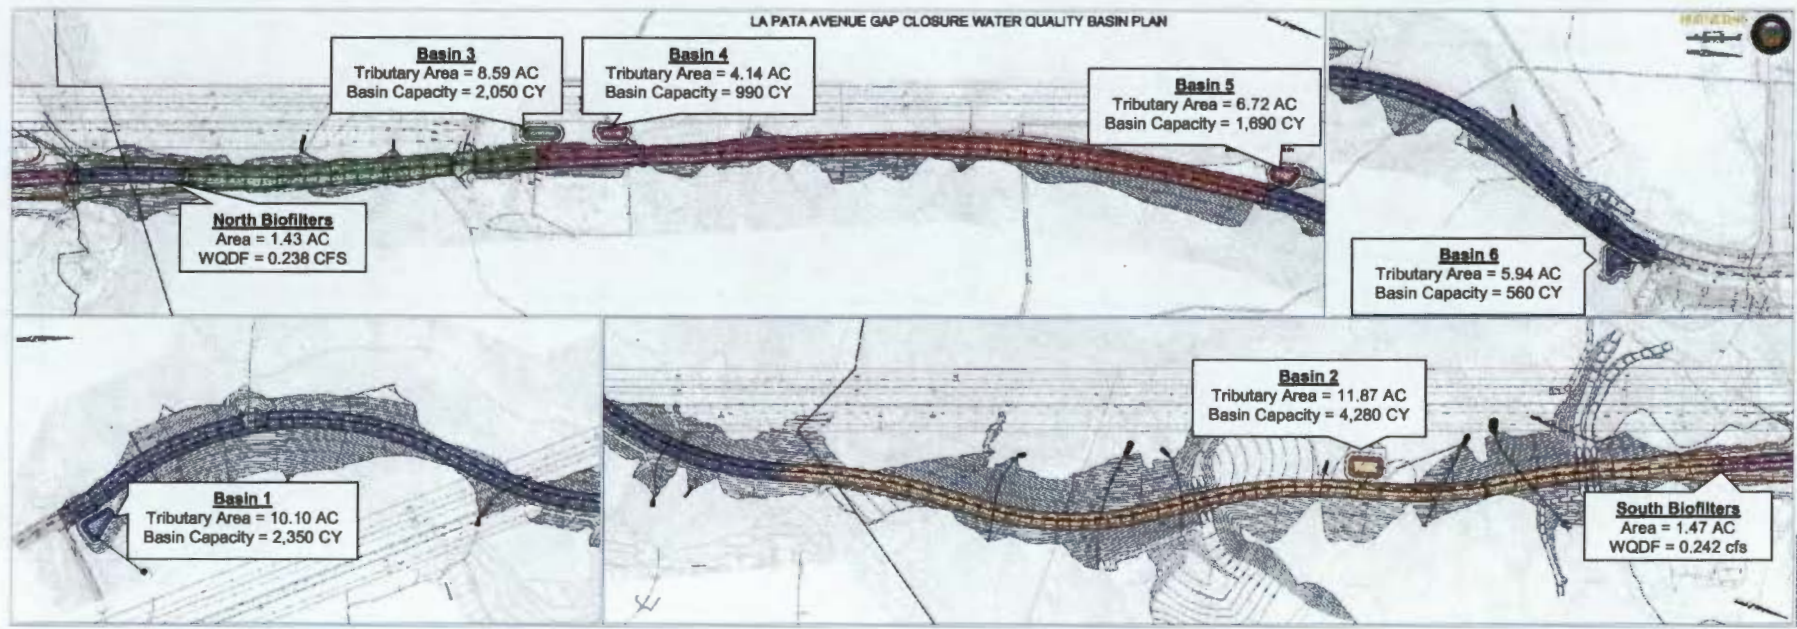 LA PATA AVENUE GAP CLOSURE WATER QUALITY BASIN PLAN
Basin 3
Tributary Area = 8.59 AC
Basin Capacity = 2,050 CY
Basin 4
Tributary Area = 4.14 AC
Basin Capacity = 990 CY
Basin 5
Tributary Area = 6.72 AC
Basin Capacity = 1,690 CY
North Biofilters
Area = 1.43 AC
WQDF = 0.238 CFS
Basin 6
Tributary Area = 5.94 AC
Basin Capacity = 560 CY
Basin 1
Tributary Area = 10.10 AC
Basin Capacity = 2,350 CY
Basin 2
Tributary Area = 11.87 AC
Basin Capacity = 4,280 CY
South Biofilters
Area = 1.47 AC
WQDF = 0.242 cfs